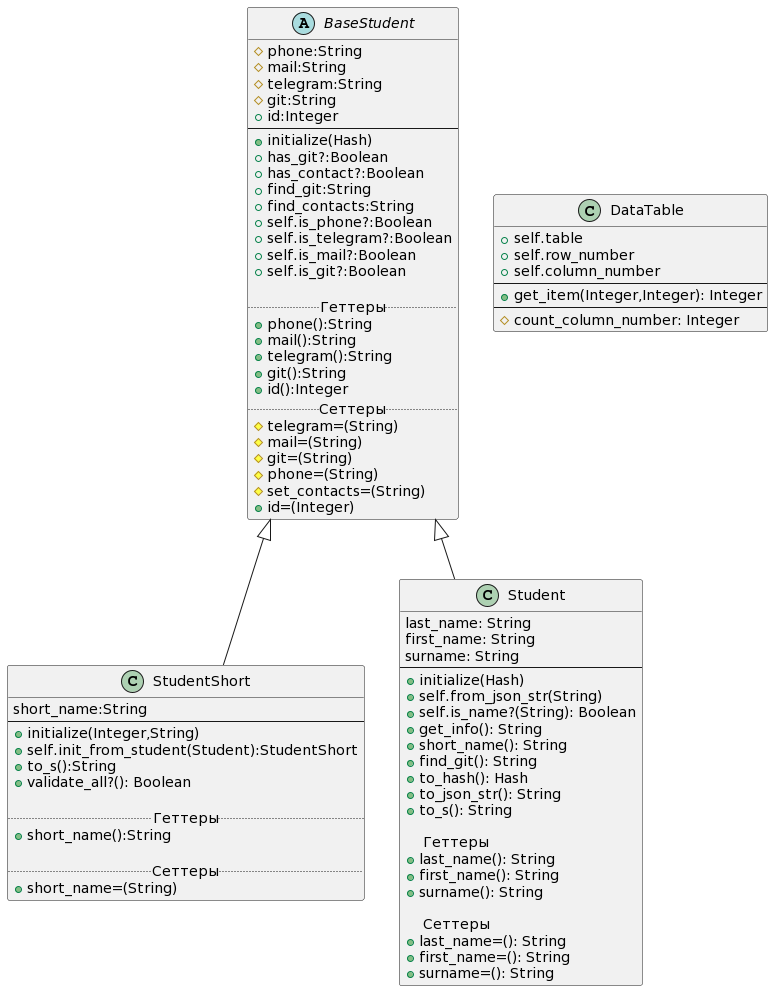 A BaseStudent
phone:String
mail:String
telegram:String
git:String
id:Integer
initialize(Hash)
has_git?:Boolean
has_contact?:Boolean
find_git:String
find_contacts:String
self.is_phone?:Boolean
self.is_telegram?:Boolean
self.is_mail?:Boolean
self.is_git?:Boolean
Геттеры
phone():String
mail():String
telegram():String
git():String
id():Integer
Сеттеры
telegram=(String)
mail=(String)
git=(String)
phone=(String)
set_contacts=(String)
id=(Integer)
C DataTable
self.table
self.row_number
self.column_number
get_item(Integer,Integer): Integer
count_column_number: Integer
C StudentShort
short_name:String
initialize(Integer,String)
self.init_from_student(Student):StudentShort
to_s():String
validate_all?(): Boolean
Геттеры
short_name():String
Сеттеры
short_name=(String)
C Student
last_name: String
first_name: String
surname: String
initialize(Hash)
self.from_json_str(String)
self.is_name?(String): Boolean
get_info(): String
short_name(): String
find_git(): String
to_hash(): Hash
to_json_str(): String
to_s(): String
Геттеры
last_name(): String
first_name(): String
surname(): String
Сеттеры
last_name=(): String
first_name=(): String
surname=(): String